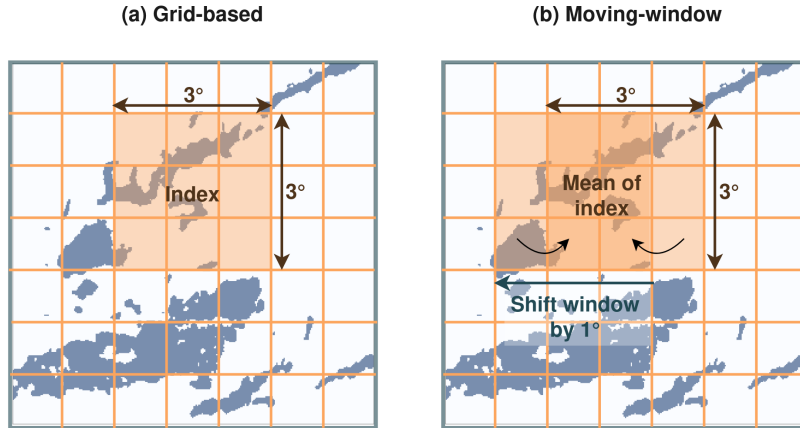 (a) Grid-based
(b) Moving-window
3°
3°
Index
3°
3°
Mean of
index
Shift window
by 1°